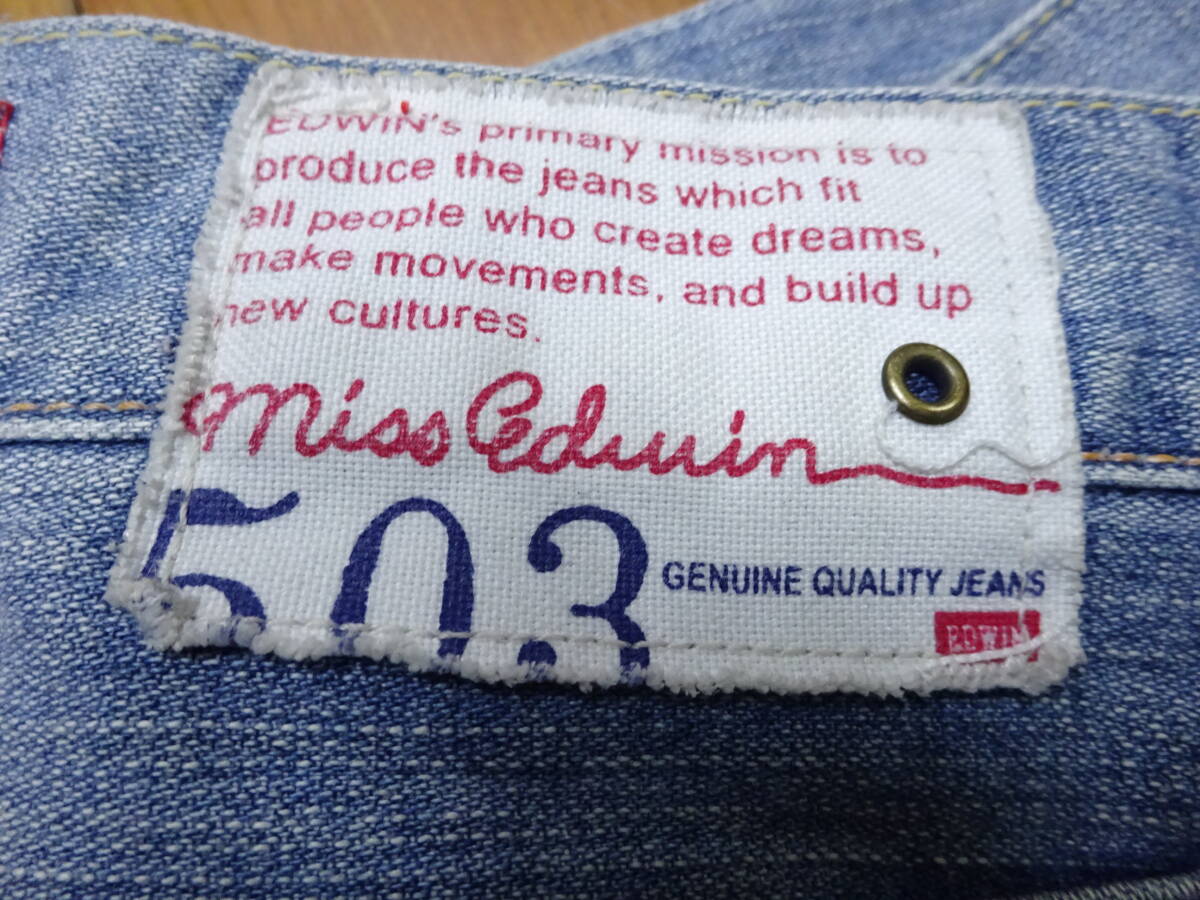 EDWIN's primary mission is to
produce the jeans which fit
all people who create dreams,
make movements, and build up
new cultures.
Miss Edwin
503
GENUINE QUALITY JEANS
EDWIN